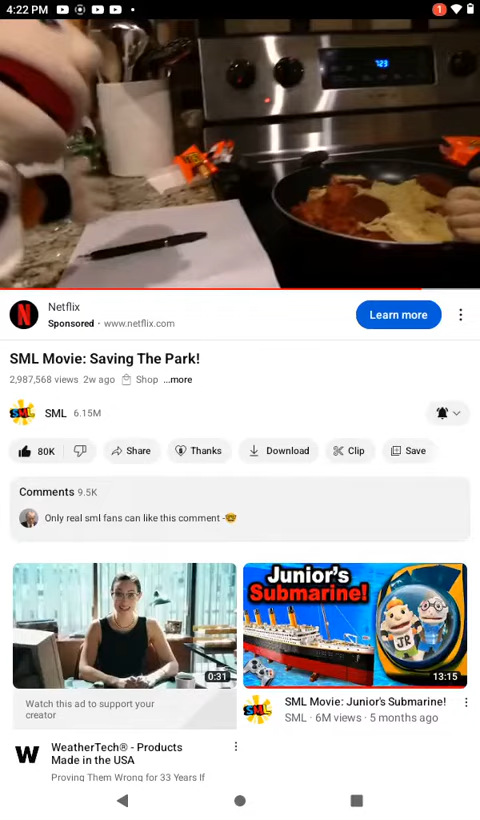 4:22 PM
1
7:23
Netflix
Sponsored · www.netflix.com
Learn more
SML Movie: Saving The Park!
2,987,568 views 2w ago Shop ...more
SML 6.15M
80K Share Thanks Download Clip Save
Comments 9.5K
Only real sml fans can like this comment -🤓
0:31
Watch this ad to support your
creator
WeatherTech® - Products
Made in the USA
Proving Them Wrong for 33 Years If
Junior's
Submarine!
JR
13:15
SML
SML Movie: Junior's Submarine!
SML · 6M views · 5 months ago